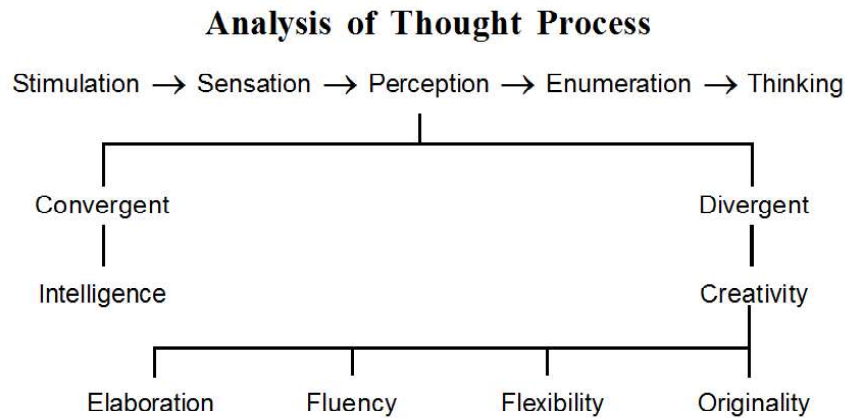 Analysis of Thought Process
Stimulation → Sensation → Perception → Enumeration → Thinking
Convergent Divergent
Intelligence Creativity
Elaboration Fluency Flexibility Originality